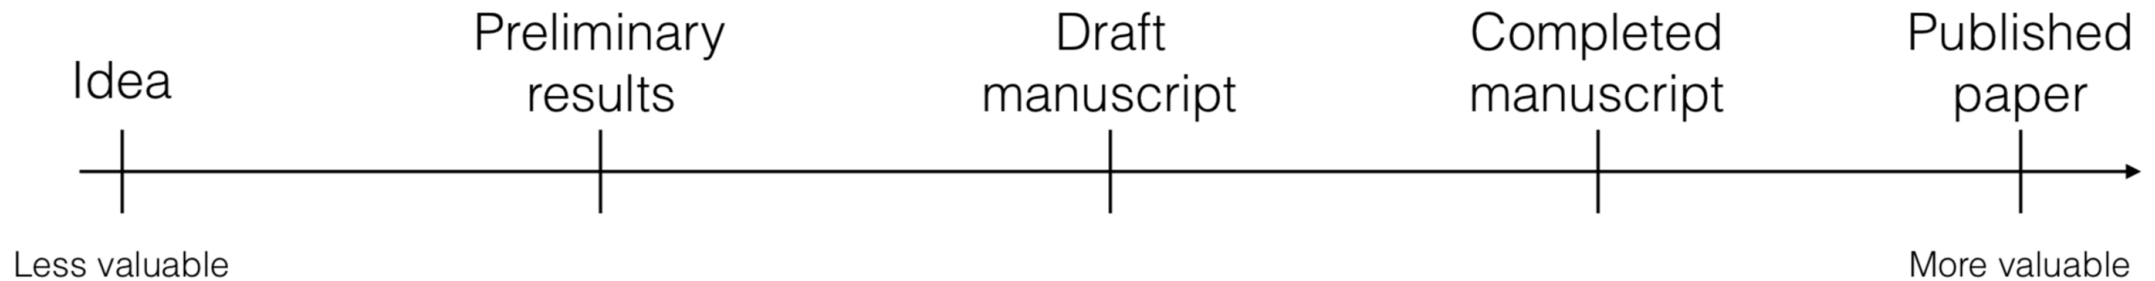 Idea
Preliminary
results
Draft
manuscript
Completed
manuscript
Published
paper
Less valuable
More valuable